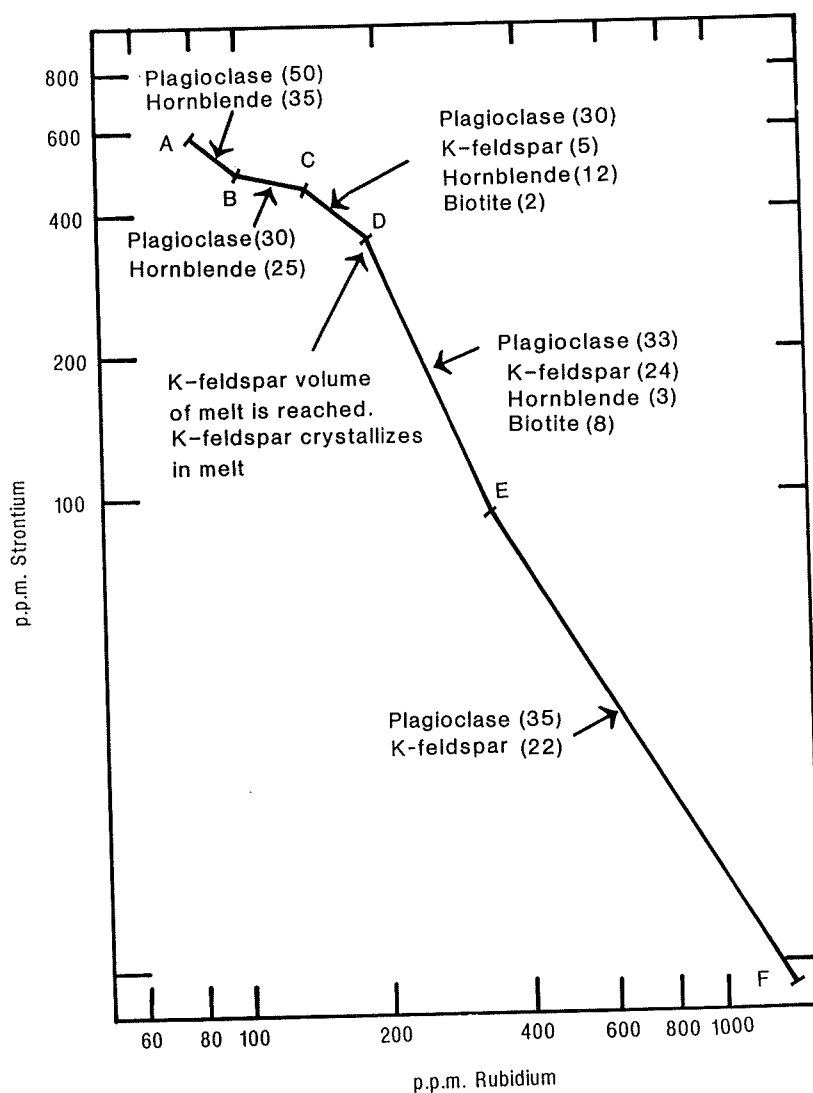 800
600
400
200
100
p.p.m. Strontium
Plagioclase (50)
Hornblende (35)
A
B
C
D
Plagioclase (30)
Hornblende (25)
Plagioclase (30)
K-feldspar (5)
Hornblende (12)
Biotite (2)
K-feldspar volume
of melt is reached.
K-feldspar crystallizes
in melt
Plagioclase (33)
K-feldspar (24)
Hornblende (3)
Biotite (8)
E
Plagioclase (35)
K-feldspar (22)
F
60 80 100 200 400 600 800 1000
p.p.m. Rubidium